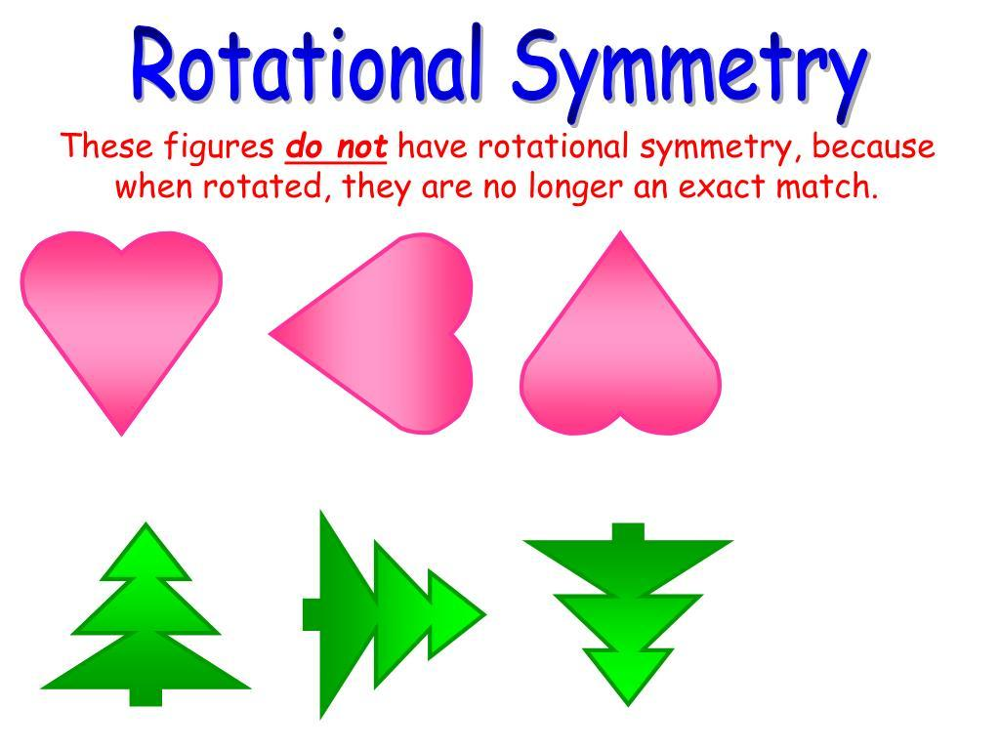 Rotational Symmetry
These figures do not have rotational symmetry, because
when rotated, they are no longer an exact match.